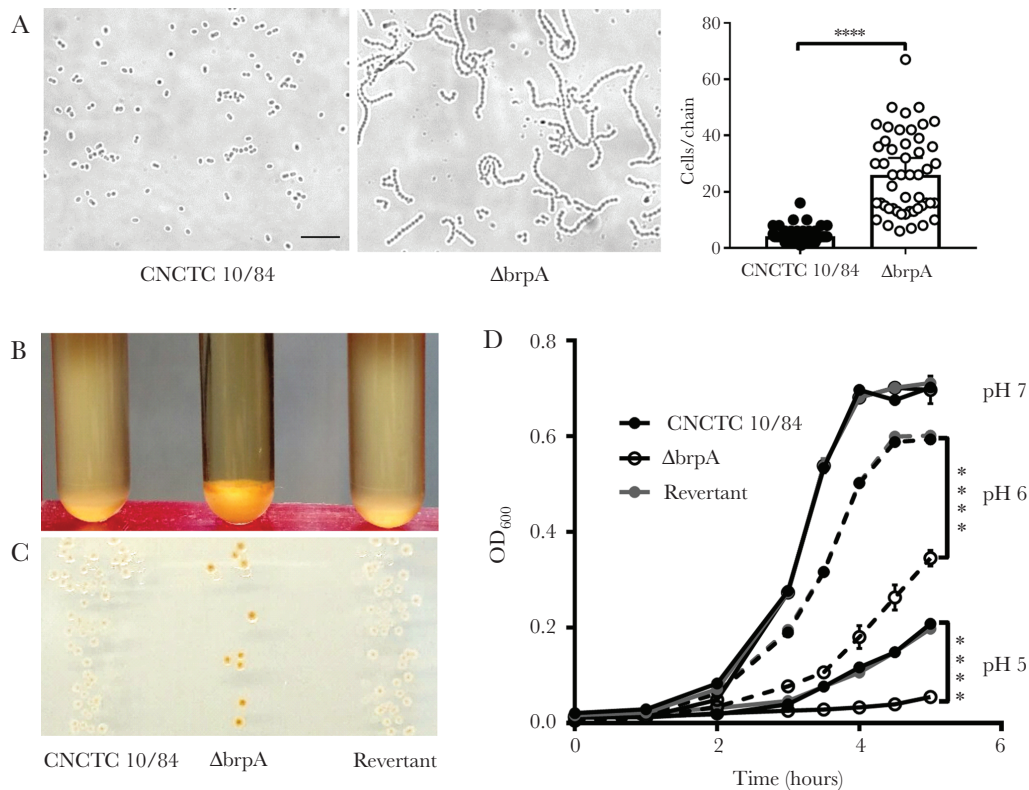 A
CNCTC 10/84
ΔbrpA
80
60
40
20
0
Cells/chain
****
CNCTC 10/84
ΔbrpA
B
C
CNCTC 10/84
ΔbrpA
Revertant
D
0.8
0.6
0.4
0.2
0.0
OD600
CNCTC 10/84
ΔbrpA
Revertant
pH 7
****
pH 6
****
pH 5
0
2
4
6
Time (hours)